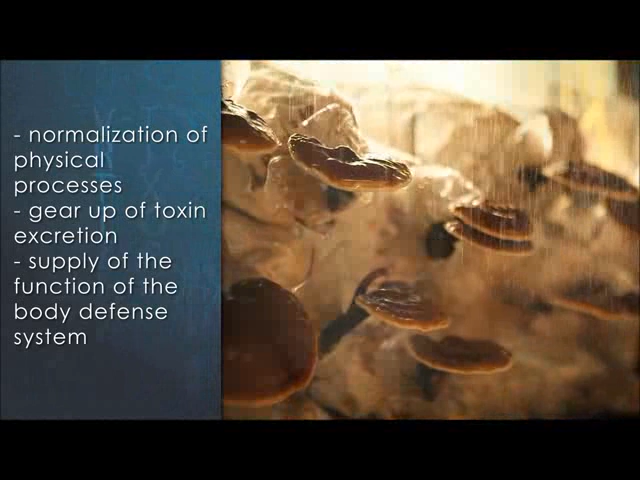 - normalization of
physical
processes
- gear up of toxin
excretion
- supply of the
function of the
body defense
system